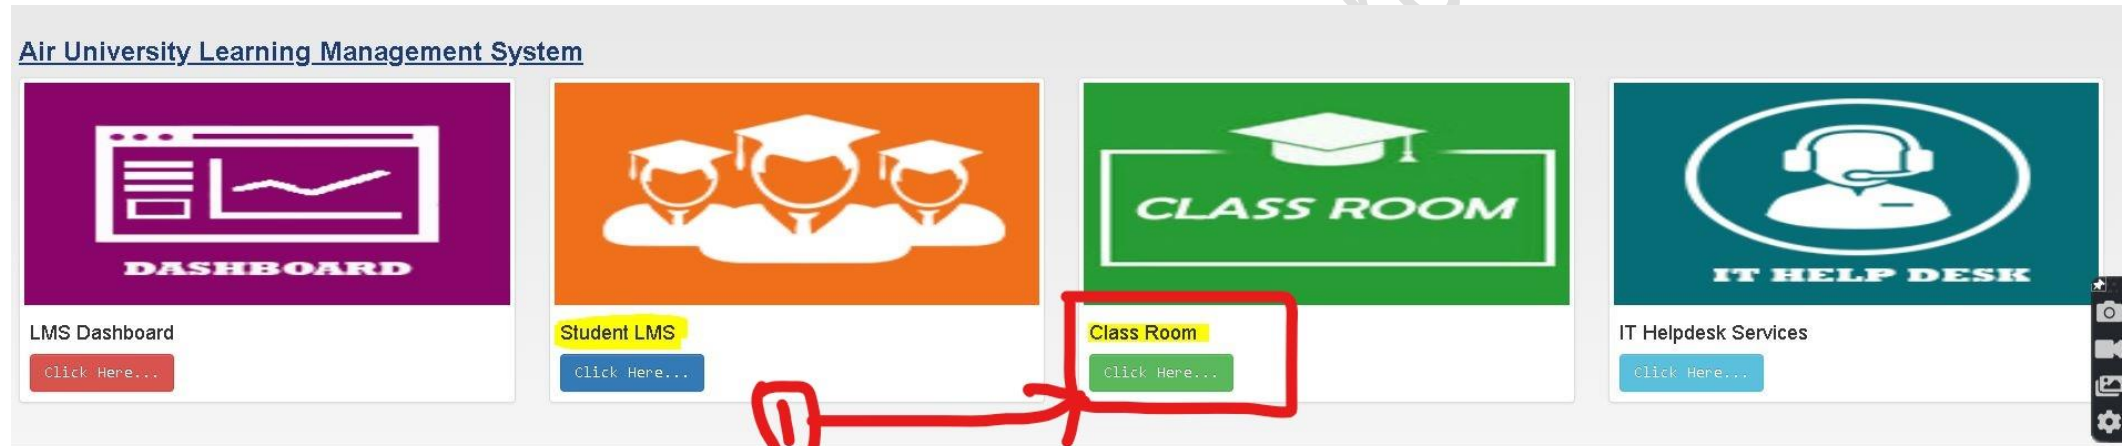 Air University Learning Management System
DASHBOARD
CLASS ROOM
IT HELP DESK
LMS Dashboard
Student LMS
Class Room
IT Helpdesk Services
Click Here...
Click Here...
Click Here...
Click Here...